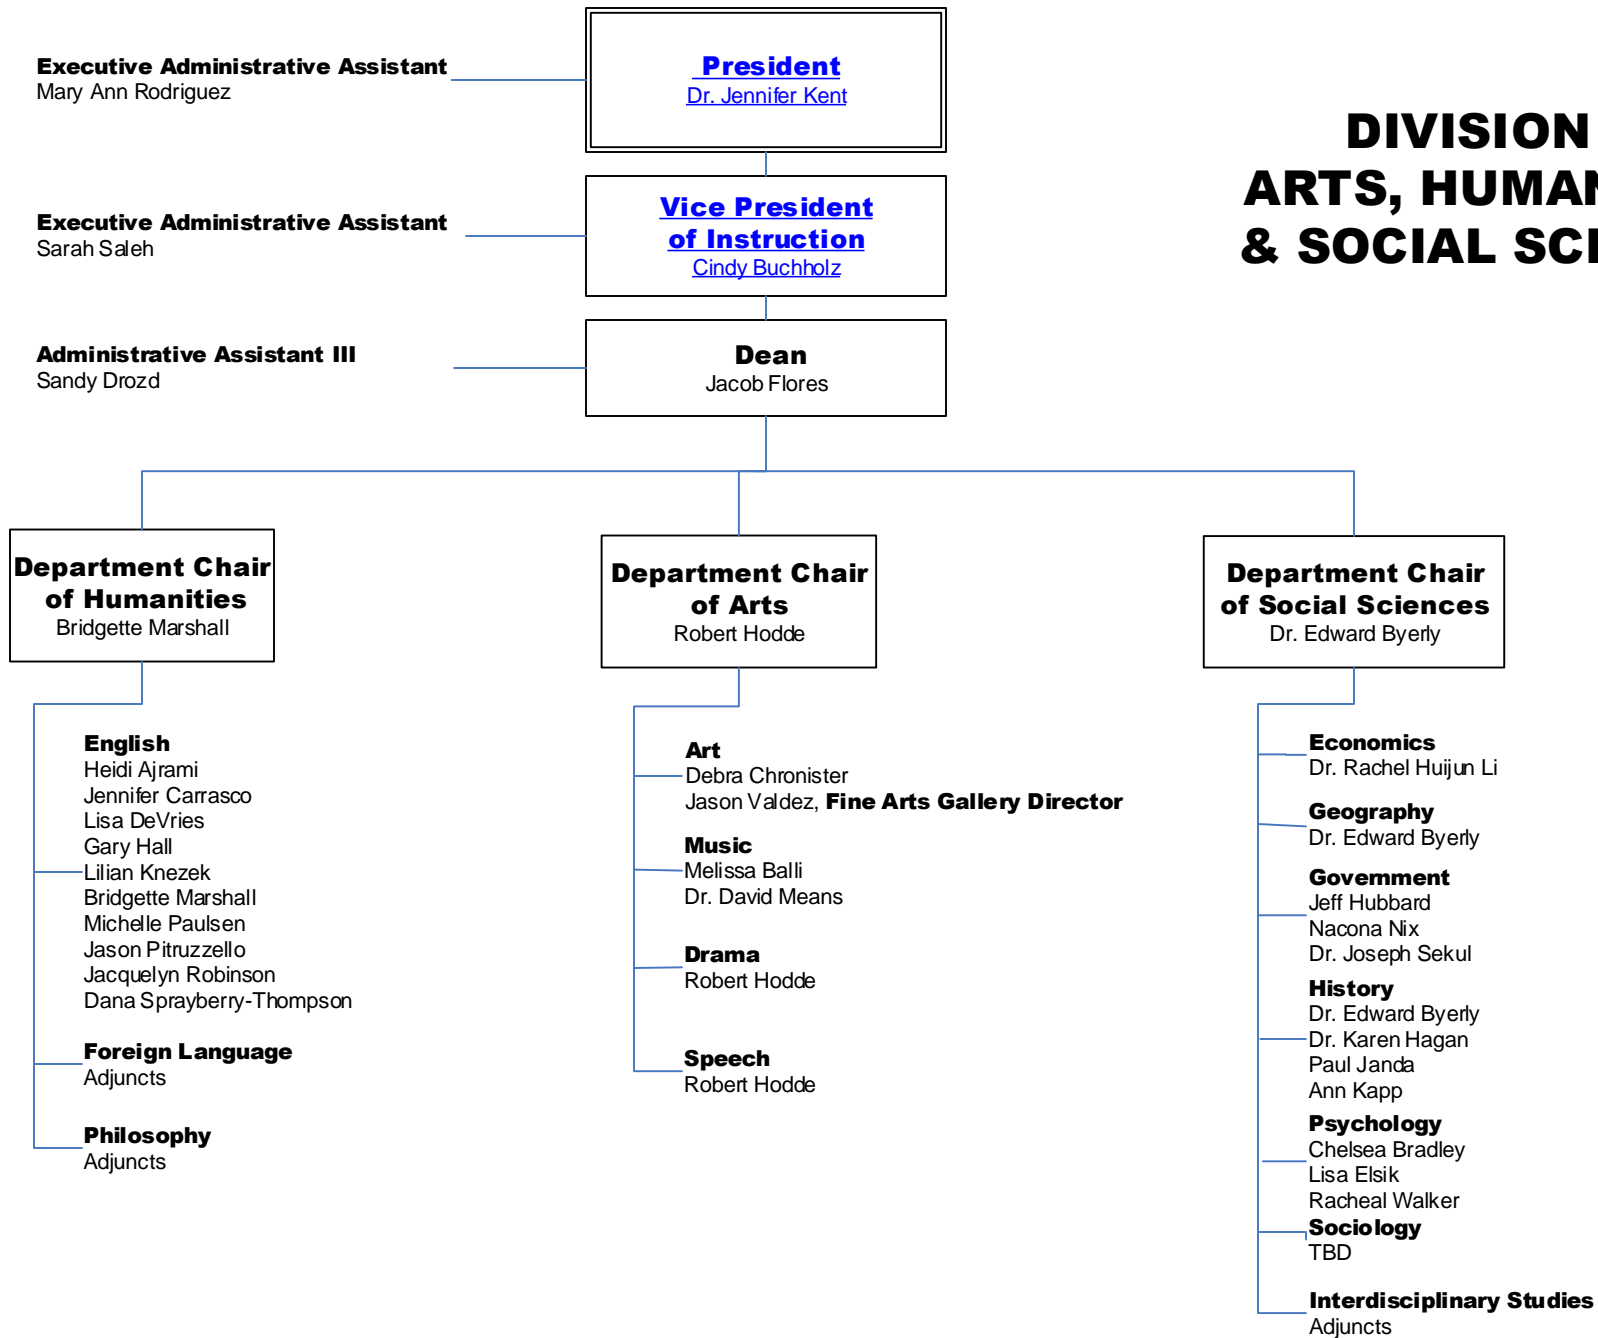 Executive Administrative Assistant
Mary Ann Rodriguez
President
Dr. Jennifer Kent
DIVISION
ARTS, HUMAN
& SOCIAL SCI
Executive Administrative Assistant
Sarah Saleh
Vice President
of Instruction
Cindy Buchholz
Administrative Assistant III
Sandy Drozd
Dean
Jacob Flores
Department Chair
of Humanities
Bridgette Marshall
Department Chair
of Arts
Robert Hodde
Department Chair
of Social Sciences
Dr. Edward Byerly
English
Heidi Ajrami
Jennifer Carrasco
Lisa DeVries
Gary Hall
Lilian Knezek
Bridgette Marshall
Michelle Paulsen
Jason Pitruzzello
Jacquelyn Robinson
Dana Sprayberry-Thompson
Foreign Language
Adjuncts
Philosophy
Adjuncts
Art
Debra Chronister
Jason Valdez, Fine Arts Gallery Director
Music
Melissa Balli
Dr. David Means
Drama
Robert Hodde
Speech
Robert Hodde
Economics
Dr. Rachel Huijun Li
Geography
Dr. Edward Byerly
Government
Jeff Hubbard
Nacona Nix
Dr. Joseph Sekul
History
Dr. Edward Byerly
Dr. Karen Hagan
Paul Janda
Ann Kapp
Psychology
Chelsea Bradley
Lisa Elsik
Racheal Walker
Sociology
TBD
Interdisciplinary Studies
Adjuncts